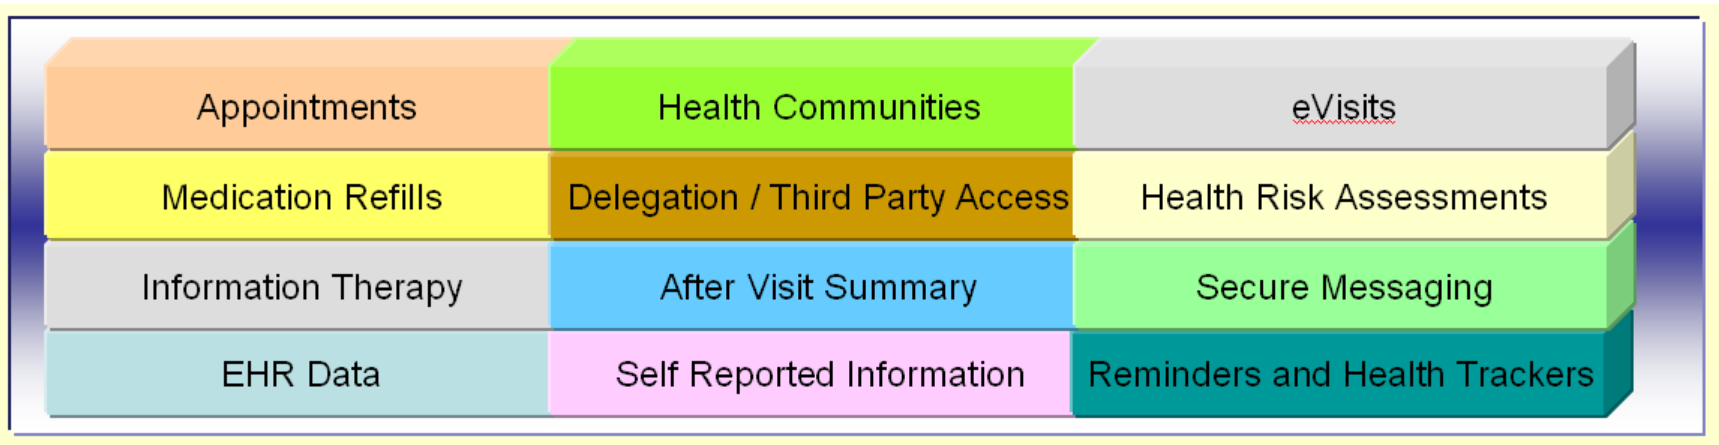 Appointments
Health Communities
eVisits
Medication Refills
Delegation / Third Party Access
Health Risk Assessments
Information Therapy
After Visit Summary
Secure Messaging
EHR Data
Self Reported Information
Reminders and Health Trackers